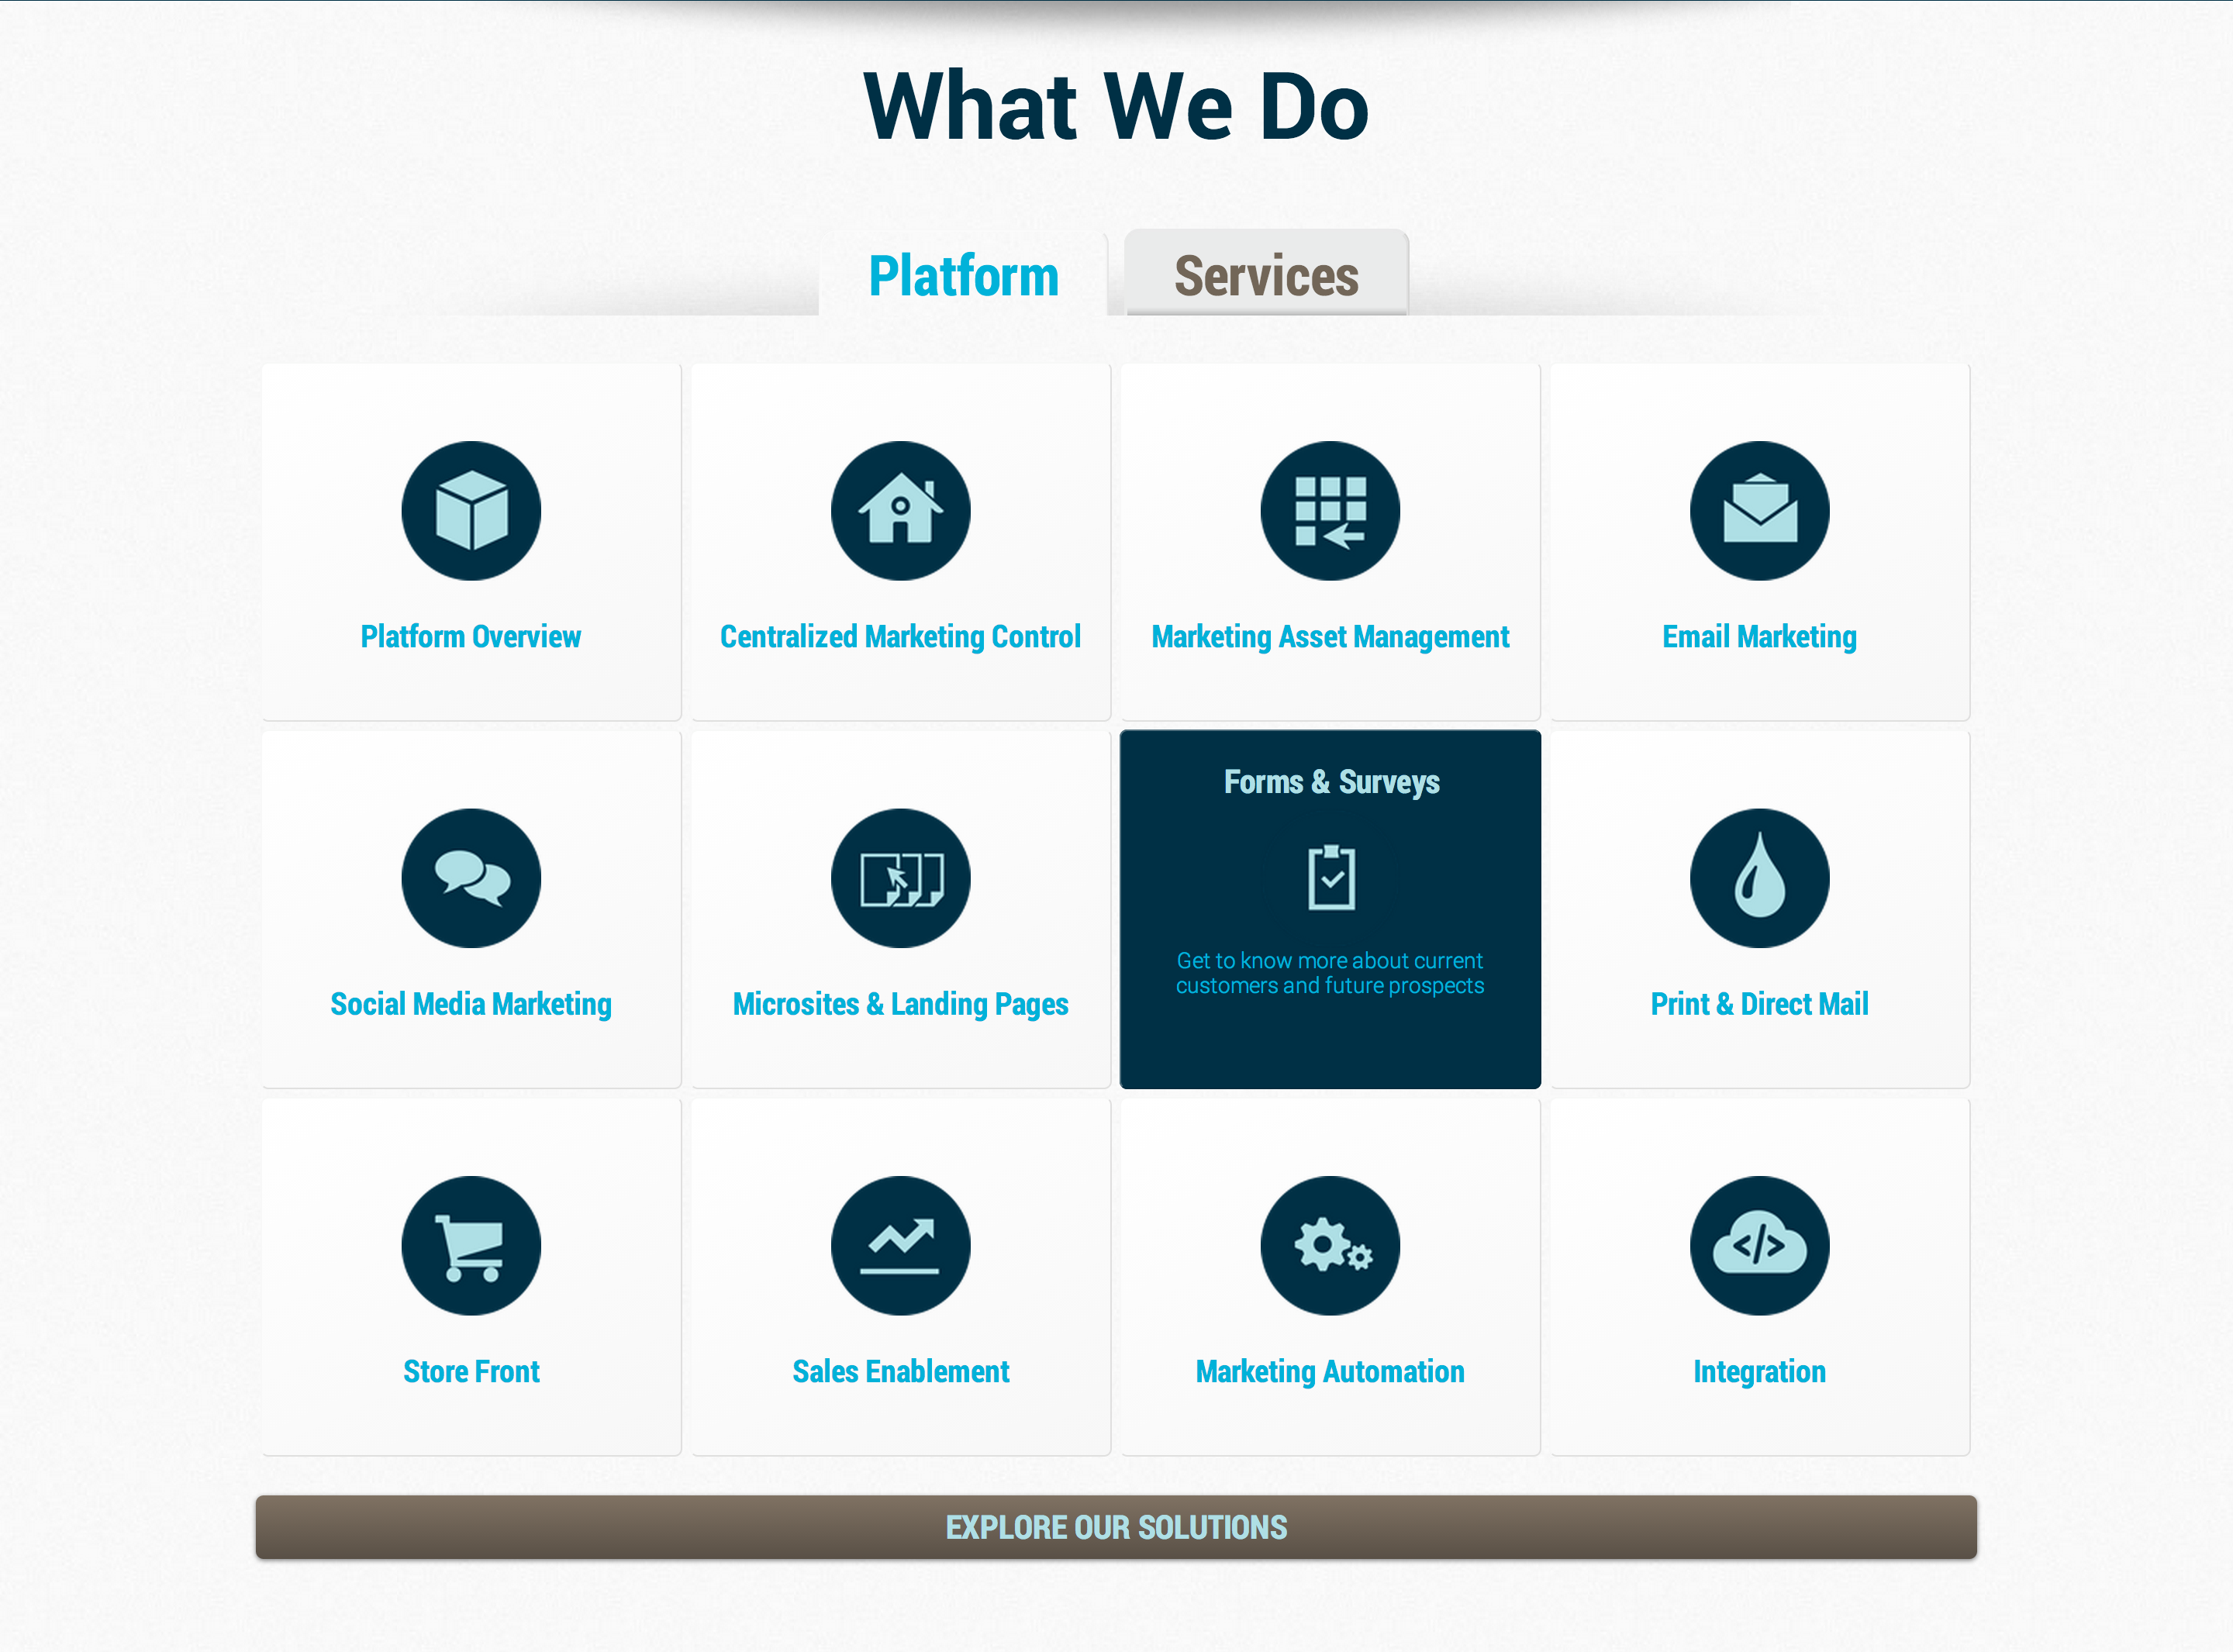 What We Do
Platform
Services
Platform Overview
Centralized Marketing Control
Marketing Asset Management
Email Marketing
Social Media Marketing
Microsites & Landing Pages
Forms & Surveys
Get to know more about current
customers and future prospects
Print & Direct Mail
Store Front
Sales Enablement
Marketing Automation
Integration
EXPLORE OUR SOLUTIONS